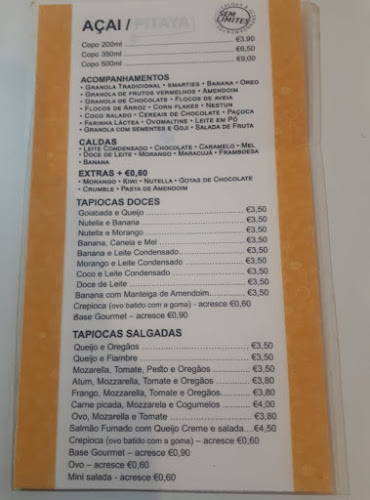 AÇAI / PITAYA
SEM LIMITES
Copo 200ml €3.90
Copo 350ml €6,50
Copo 500ml €9,00
ACOMPANHAMENTOS
• Granola Tradicional • smarties • Banana • Oreo
• Granola de frutos vermelhos • Amendoim
• Granola de Chocolate • Flocos de aveia
• Flocos de Arroz • Corn flakes • Nestun
• Coco ralado • Cereais de Chocolate • Paçoca
• Farinha Láctea • Ovomaltine • Leite em Pó
• Granola com sementes e Goji • Salada de Fruta
CALDAS
• Leite Condensado • Chocolate • Caramelo • Mel
• Doce de Leite • Morango • Maracujá • Framboesa
• Banana
EXTRAS + €0,60
• Morango • Kiwi • Nutella • Gotas de Chocolate
• Crumble • Pasta de Amendoim
TAPIOCAS DOCES
Goiabada e Queijo €3,50
Nutella e Banana €3,50
Nutella e Morango €3,50
Banana, Canela e Mel €3,50
Banana e Leite Condensado €3,50
Morango e Leite Condensado €3,50
Coco e Leite Condensado €3,50
Doce de Leite €3,50
Banana com Manteiga de Amendoim €3,50
Crepioca (ovo batido com a goma) - acresce €0,60
Base Gourmet – acresce €0,90
TAPIOCAS SALGADAS
Queijo e Oregãos €3,50
Queijo e Fiambre €3,50
Mozarella, Tomate, Pesto e Oregãos €3,50
Atum, Mozzarella, Tomate e Oregãos €3,80
Frango, Mozzarella, Tomate e Oregãos €3,80
Carne picada, Mozzarela e Cogumelos €4,00
Ovo, Mozarella e Tomate €3,80
Salmão Fumado com Queijo Creme e salada €4,50
Crepioca (ovo batido com a goma) – acresce €0,60
Base Gourmet – acresce €0,90
Ovo – acresce €0,60
Mini salada - acresce €0,60